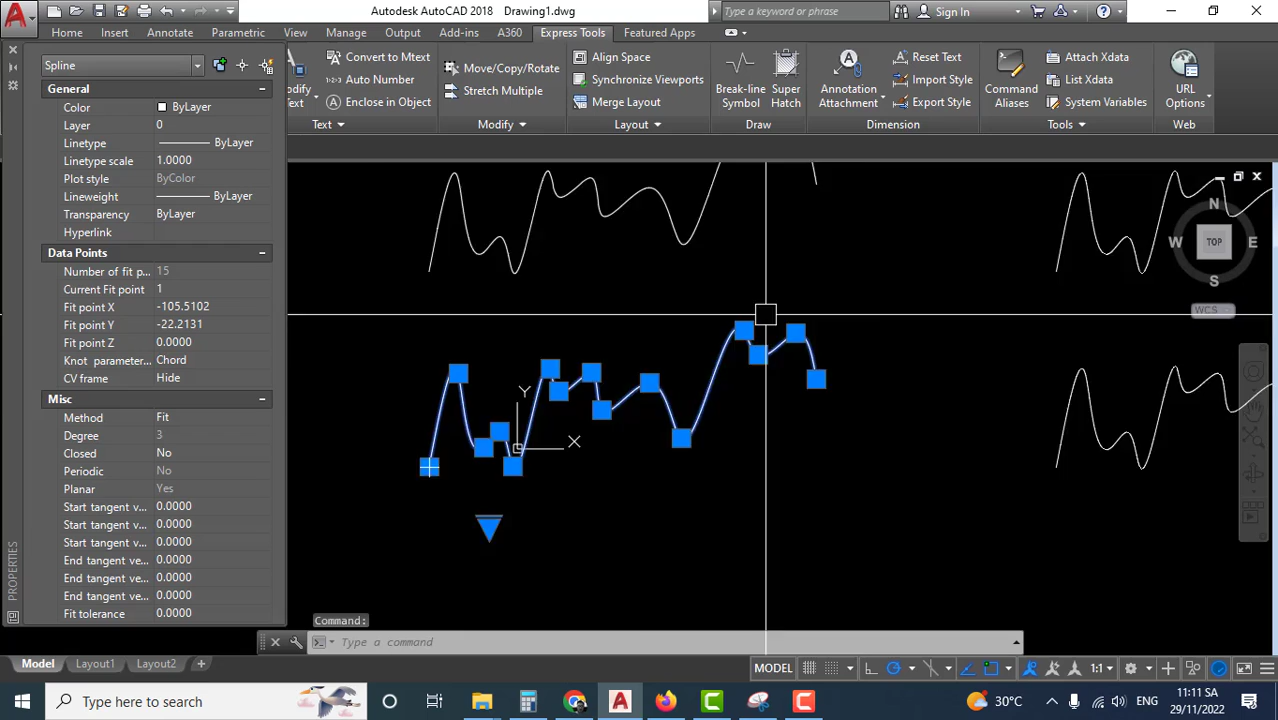 A Autodesk AutoCAD 2018 Drawing1.dwg Type a keyword or phrase Sign In ?
Home Insert Annotate Parametric View Manage Output Add-ins A360 Express Tools Featured Apps
Spline
odify
Text
Convert to Mtext
Auto Number
Enclose in Object
Text
Move/Copy/Rotate
Stretch Multiple
Modify
Align Space
Synchronize Viewports
Merge Layout
Layout
Break-line
Symbol
Super
Hatch
Draw
Annotation
Attachment
Reset Text
Import Style
Export Style
Dimension
Command
Aliases
Attach Xdata
List Xdata
System Variables
Tools
URL
Options
Web
General
Color ByLayer
Layer 0
Linetype ByLayer
Linetype scale 1.0000
Plot style ByColor
Lineweight ByLayer
Transparency ByLayer
Hyperlink
Data Points
Number of fit p... 15
Current Fit point 1
Fit point X -105.5102
Fit point Y -22.2131
Fit point Z 0.0000
Knot parameter... Chord
CV frame Hide
Misc
Method Fit
Degree 3
Closed No
Periodic No
Planar Yes
Start tangent v... 0.0000
Start tangent v... 0.0000
Start tangent v... 0.0000
End tangent ve... 0.0000
End tangent ve... 0.0000
End tangent ve... 0.0000
Fit tolerance 0.0000
PROPERTIES
Y
X
N
W TOP E
S
WCS
Command:
Type a command
Model Layout1 Layout2 +
MODEL 1:1
Type here to search
30°C ENG 11:11 SA
29/11/2022